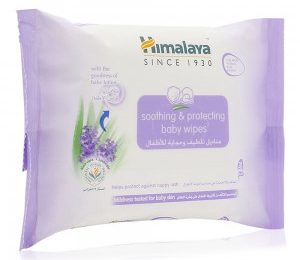 Himalaya
SINCE 1930
with the
goodness of
baby lotion
soothing & protecting
baby wipes
مناديل تلطيف وحماية للأطفال
helps protect against nappy rash
Mildness tested for baby skin